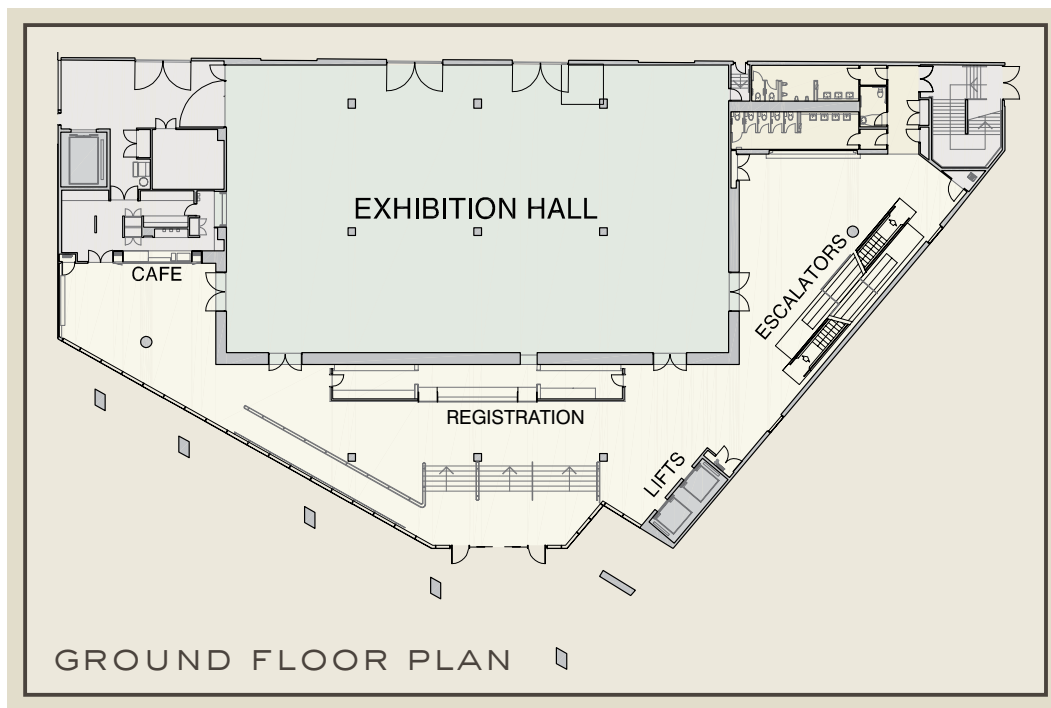 EXHIBITION HALL
CAFE
ESCALATORS
REGISTRATION
LIFTS
GROUND FLOOR PLAN